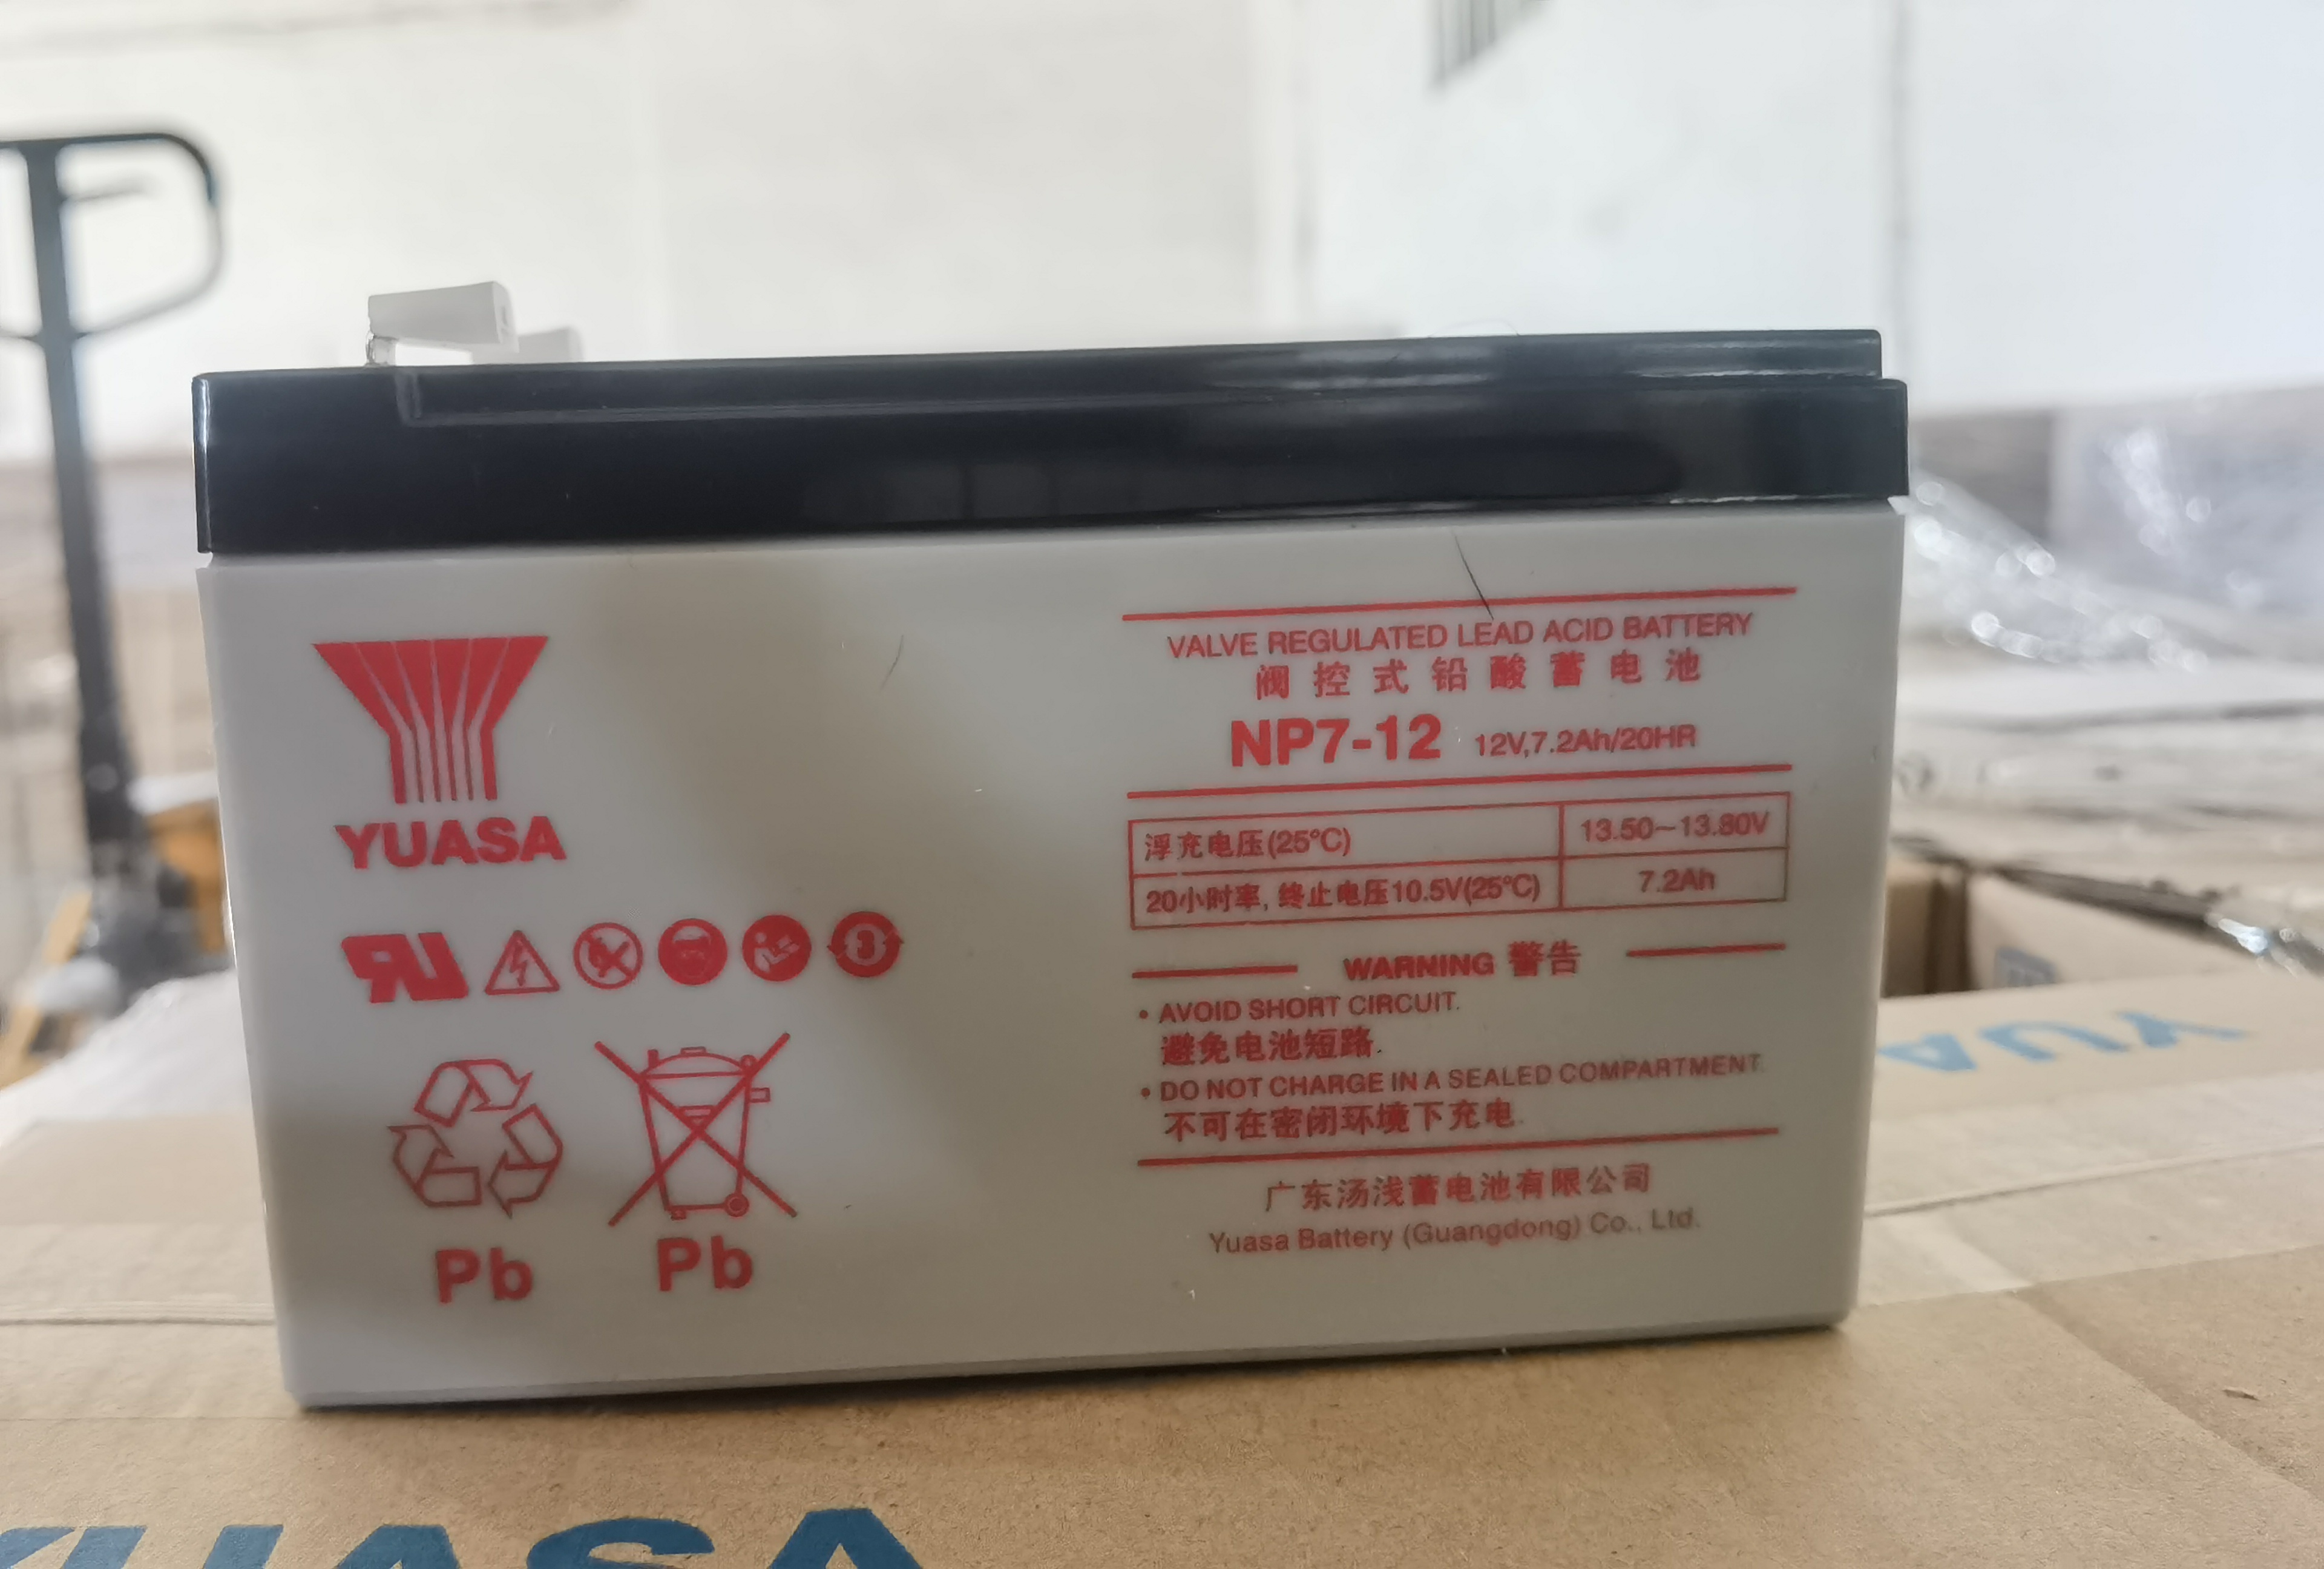 YUASA
Pb
Pb
VALVE REGULATED LEAD ACID BATTERY
阀控式铅酸蓄电池
NP7-12 12V,7.2Ah/20HR
浮充电压(25℃) 13.50~13.80V
20小时率, 终止电压10.5V(25℃) 7.2Ah
WARNING 警告
• AVOID SHORT CIRCUIT.
避免电池短路.
• DO NOT CHARGE IN A SEALED COMPARTMENT.
不可在密闭环境下充电.
广东汤浅蓄电池有限公司
Yuasa Battery (Guangdong) Co., Ltd.
YUA
YUASA